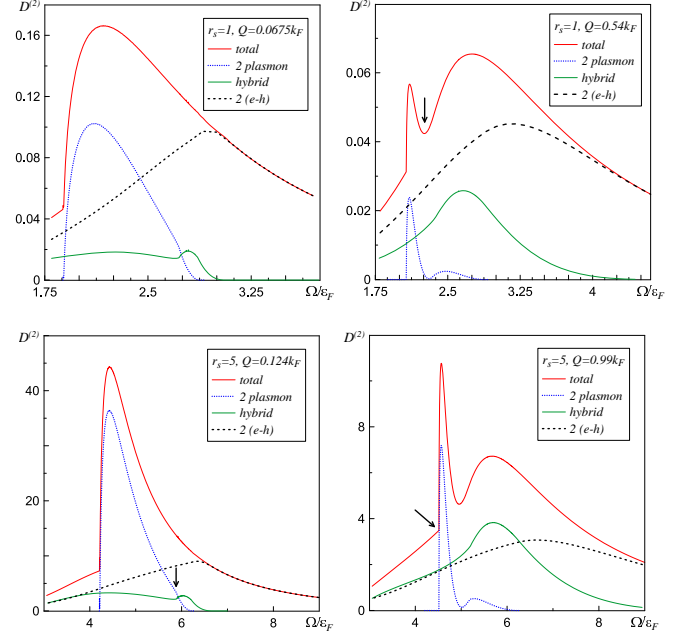 D(2)
r_s=1, Q=0.0675k_F
total
2 plasmon
hybrid
2 (e-h)
0.16
0.12
0.08
0.04
0
1.75
2.5
3.25
Ω/ε_F
D(2)
r_s=1, Q=0.54k_F
total
2 plasmon
hybrid
2 (e-h)
0.06
0.04
0.02
0
1.75
2.5
3.25
4
Ω/ε_F
D(2)
r_s=5, Q=0.124k_F
total
2 plasmon
hybrid
2 (e-h)
40
20
0
4
6
8
Ω/ε_F
D(2)
r_s=5, Q=0.99k_F
total
2 plasmon
hybrid
2 (e-h)
8
4
0
4
6
8
Ω/ε_F